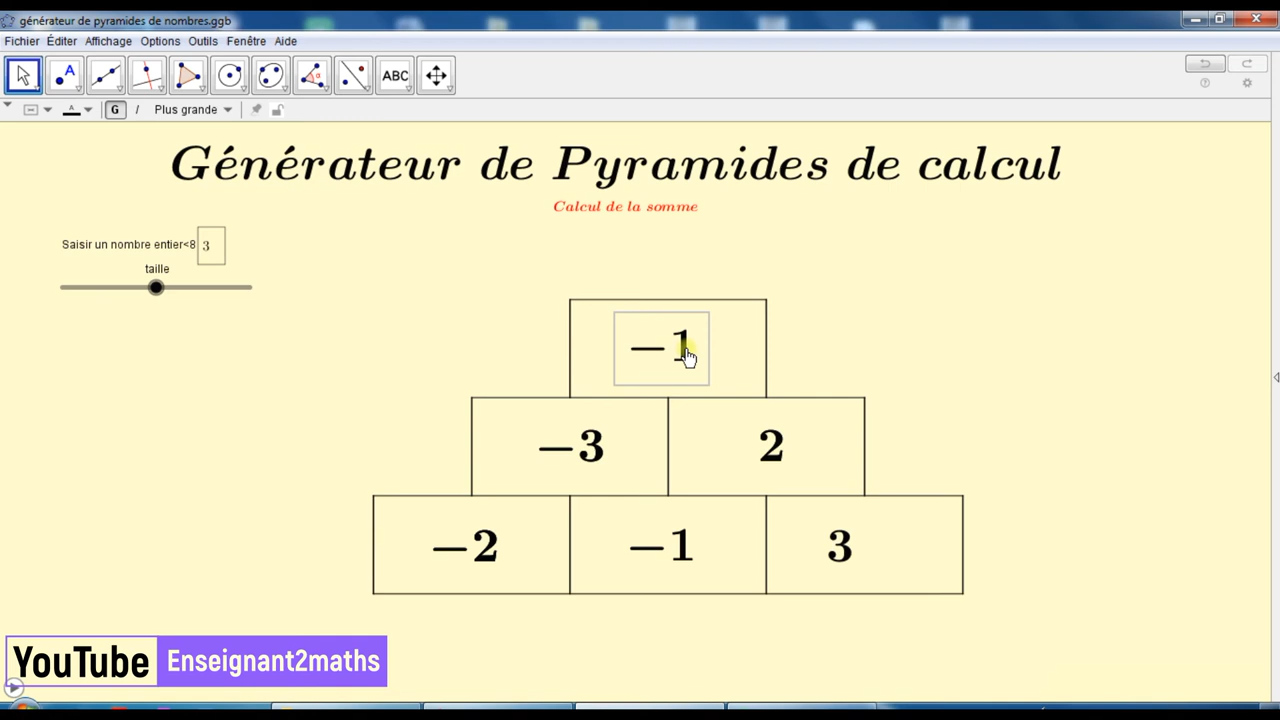 générateur de pyramides de nombres.ggb
Fichier Éditer Affichage Options Outils Fenêtre Aide
A ABC
A G / Plus grande
Générateur de Pyramides de calcul
Calcul de la somme
Saisir un nombre entier<8 3
taille
−1
−3 2
−2 −1 3
YouTube Enseignant2maths